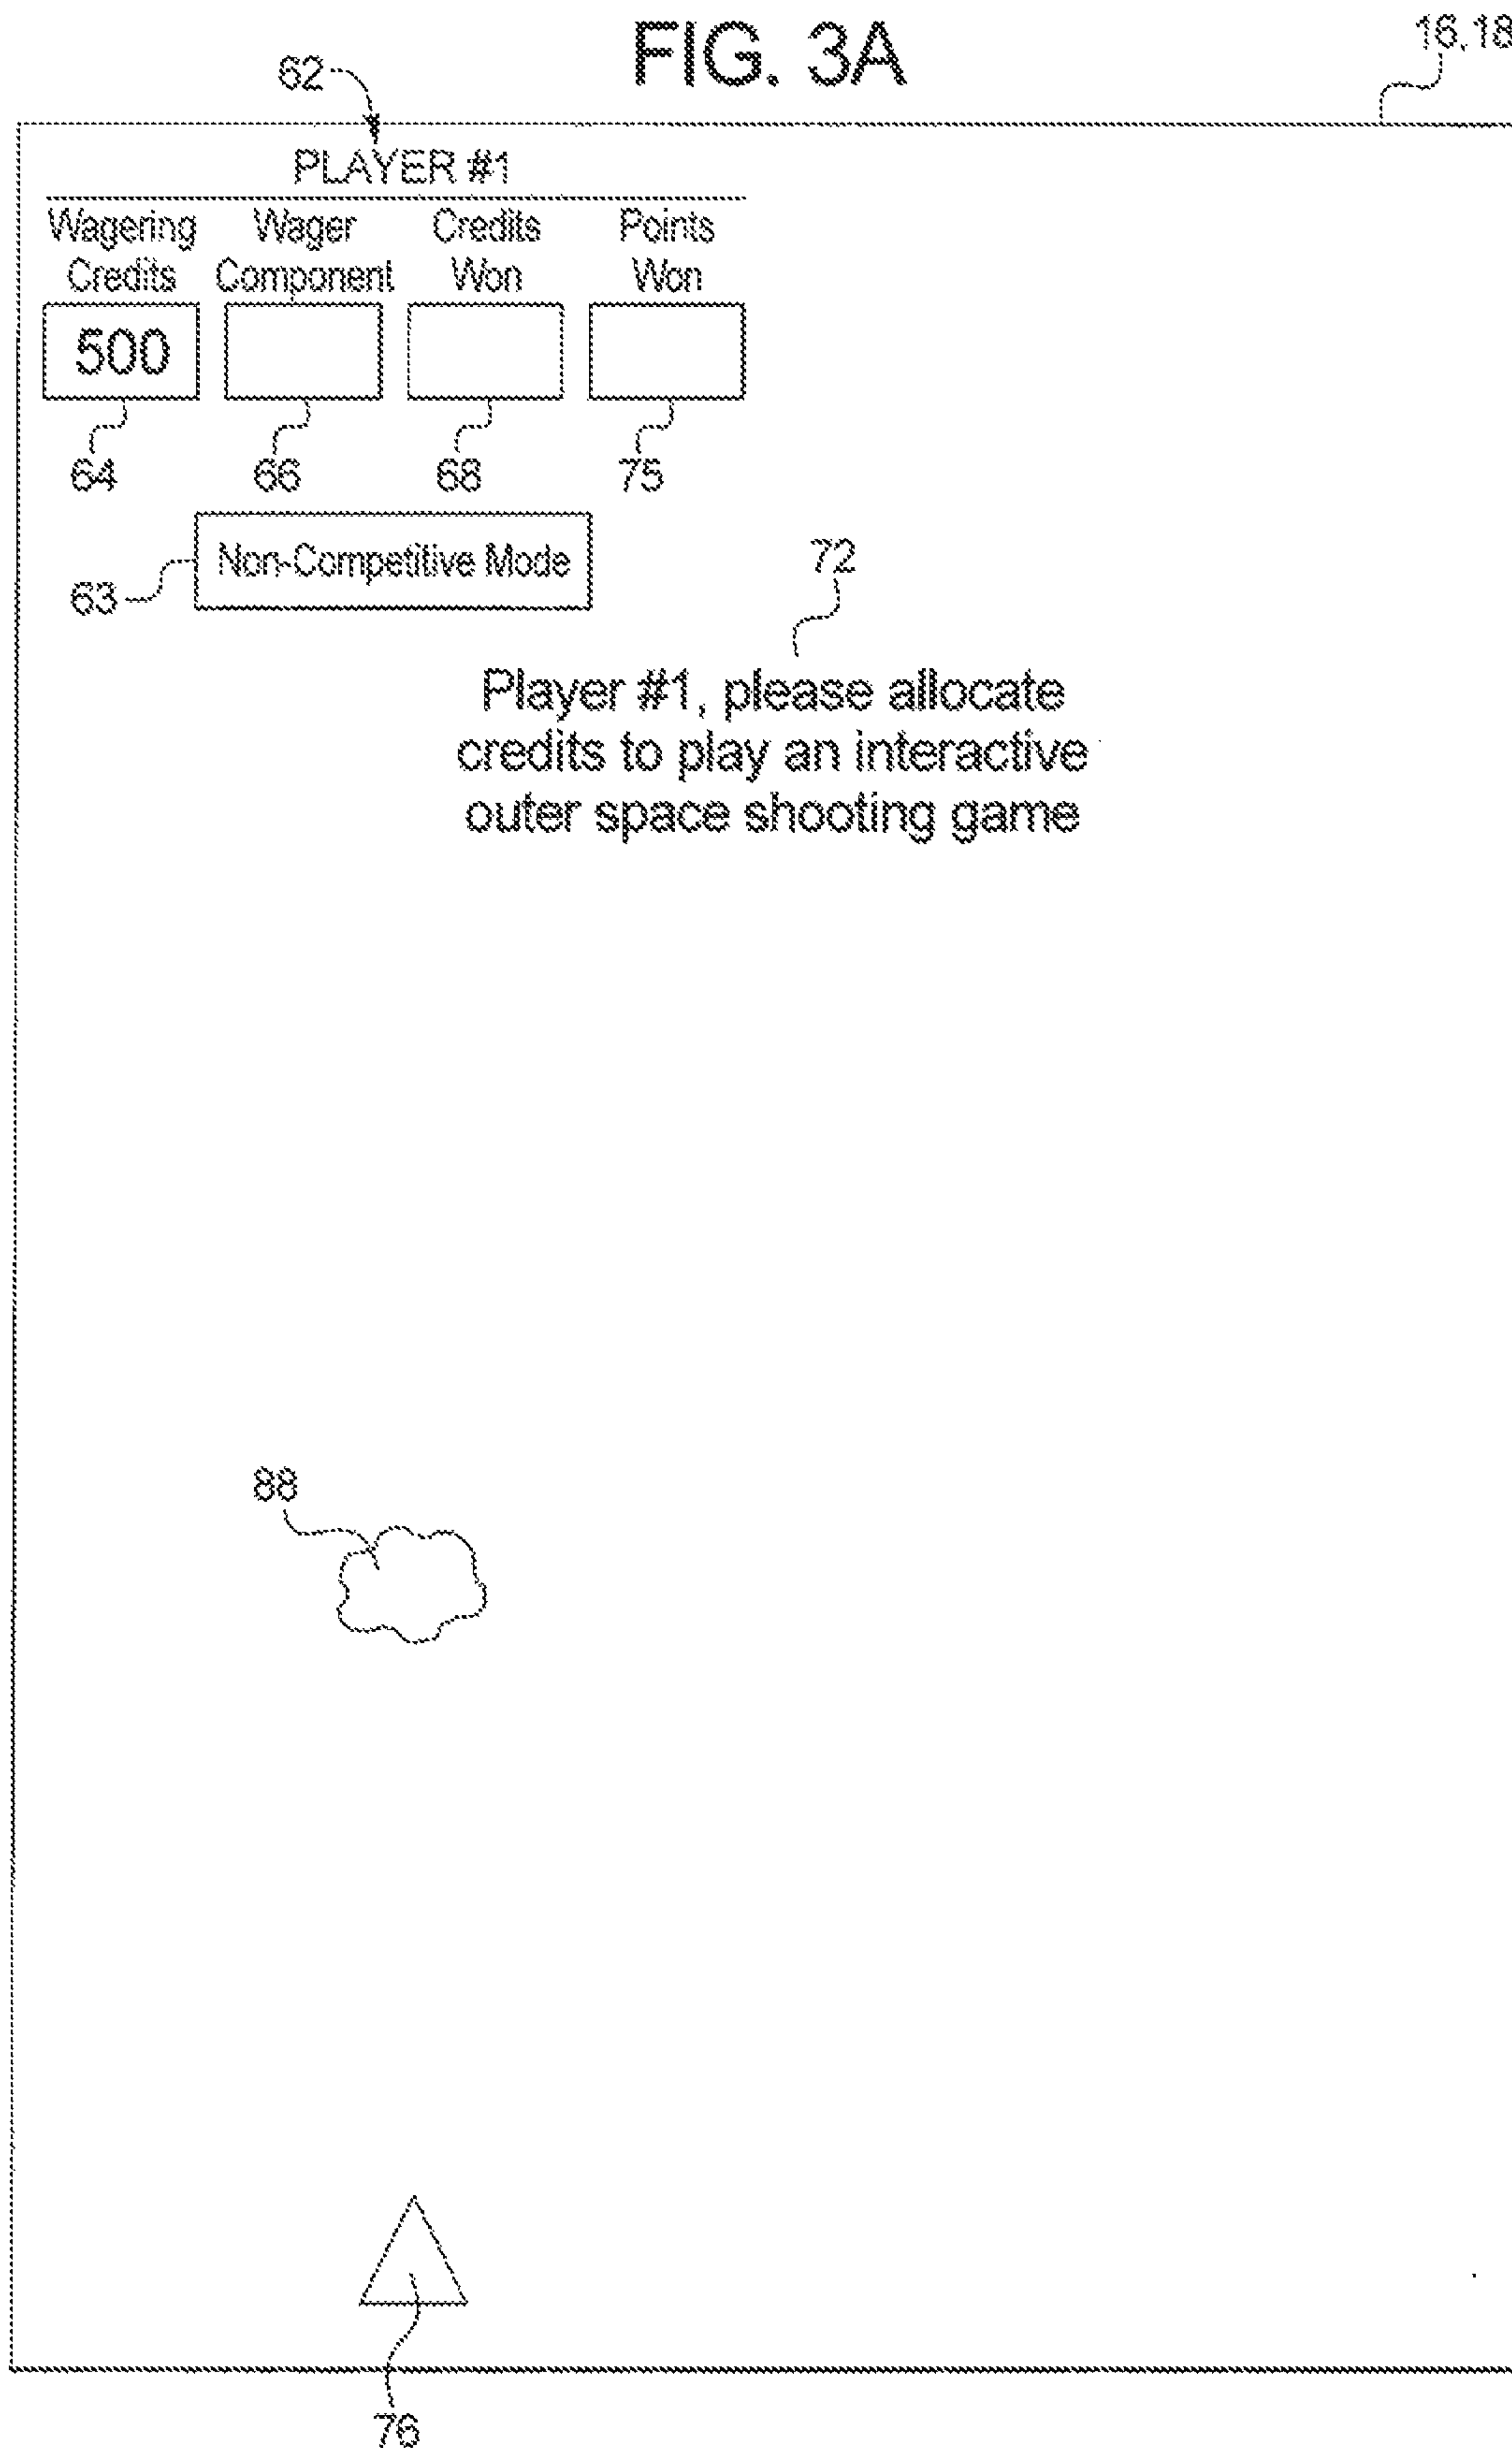 FIG. 3A
16,18
62
PLAYER #1
Wagering Credits
Wager Component
Credits Won
Points Won
500
64
66
68
75
Non-Competitive Mode
63
72
Player #1, please allocate
credits to play an interactive
outer space shooting game
88
76